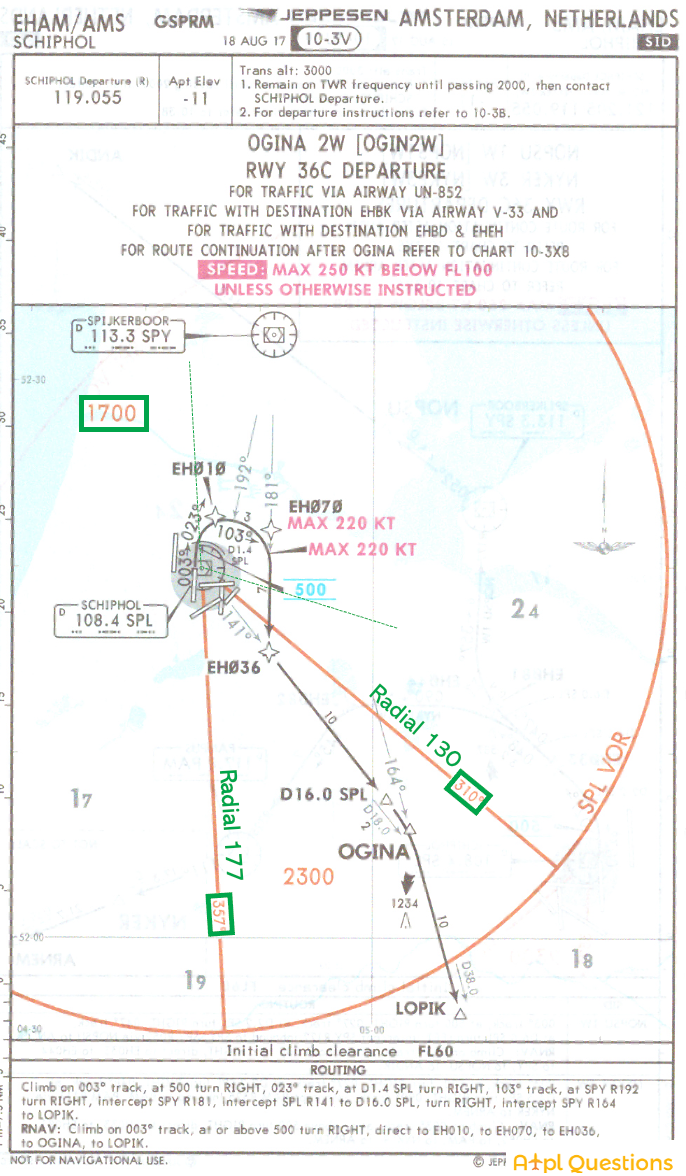 EHAM/AMS
SCHIPHOL
GSPRM
JEPPESEN
18 AUG 17
10-3V
AMSTERDAM, NETHERLANDS
SID
SCHIPHOL Departure (R)
119.055
Apt Elev
-11
Trans alt: 3000
1. Remain on TWR frequency until passing 2000, then contact
SCHIPHOL Departure.
2. For departure instructions refer to 10-3B.
OGINA 2W [OGIN2W]
RWY 36C DEPARTURE
FOR TRAFFIC VIA AIRWAY UN-852
FOR TRAFFIC WITH DESTINATION EHBK VIA AIRWAY V-33 AND
FOR TRAFFIC WITH DESTINATION EHBD & EHEH
FOR ROUTE CONTINUATION AFTER OGINA REFER TO CHART 10-3X8
SPEED: MAX 250 KT BELOW FL100
UNLESS OTHERWISE INSTRUCTED
SPIJKERBOOR
D 113.3 SPY
52-30
1700
EHØ1Ø
192°
181°
EHØ7Ø
MAX 220 KT
MAX 220 KT
023°
3
103°
D1.4
SPL
003°
7
500
N
SCHIPHOL
D 108.4 SPL
141°
24
EHØ36
Radial 130
10
310°
SPL VOR
164°
D16.0 SPL
17
Radial 177
D18.0
2
OGINA
2300
1234
357°
10
52-00
19
18
D38.0
LOPIK
04-30
05-00
Initial climb clearance FL60
ROUTING
Climb on 003° track, at 500 turn RIGHT, 023° track, at D1.4 SPL turn RIGHT, 103° track, at SPY R192
turn RIGHT, intercept SPY R181, intercept SPL R141 to D16.0 SPL, turn RIGHT, intercept SPY R164
to LOPIK.
RNAV: Climb on 003° track, at or above 500 turn RIGHT, direct to EH010, to EH070, to EH036,
to OGINA, to LOPIK.
NOT FOR NAVIGATIONAL USE.
© JEPP
Atpl Questions